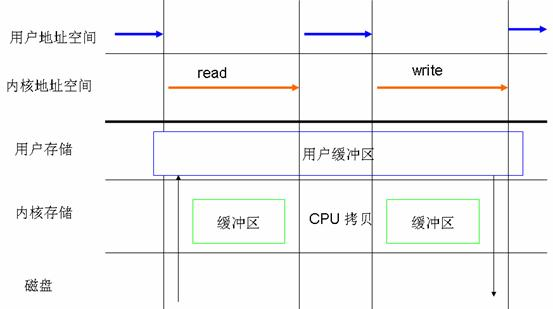 用户地址空间
内核地址空间
read
write
用户存储
用户缓冲区
内核存储
缓冲区
CPU 拷贝
缓冲区
磁盘